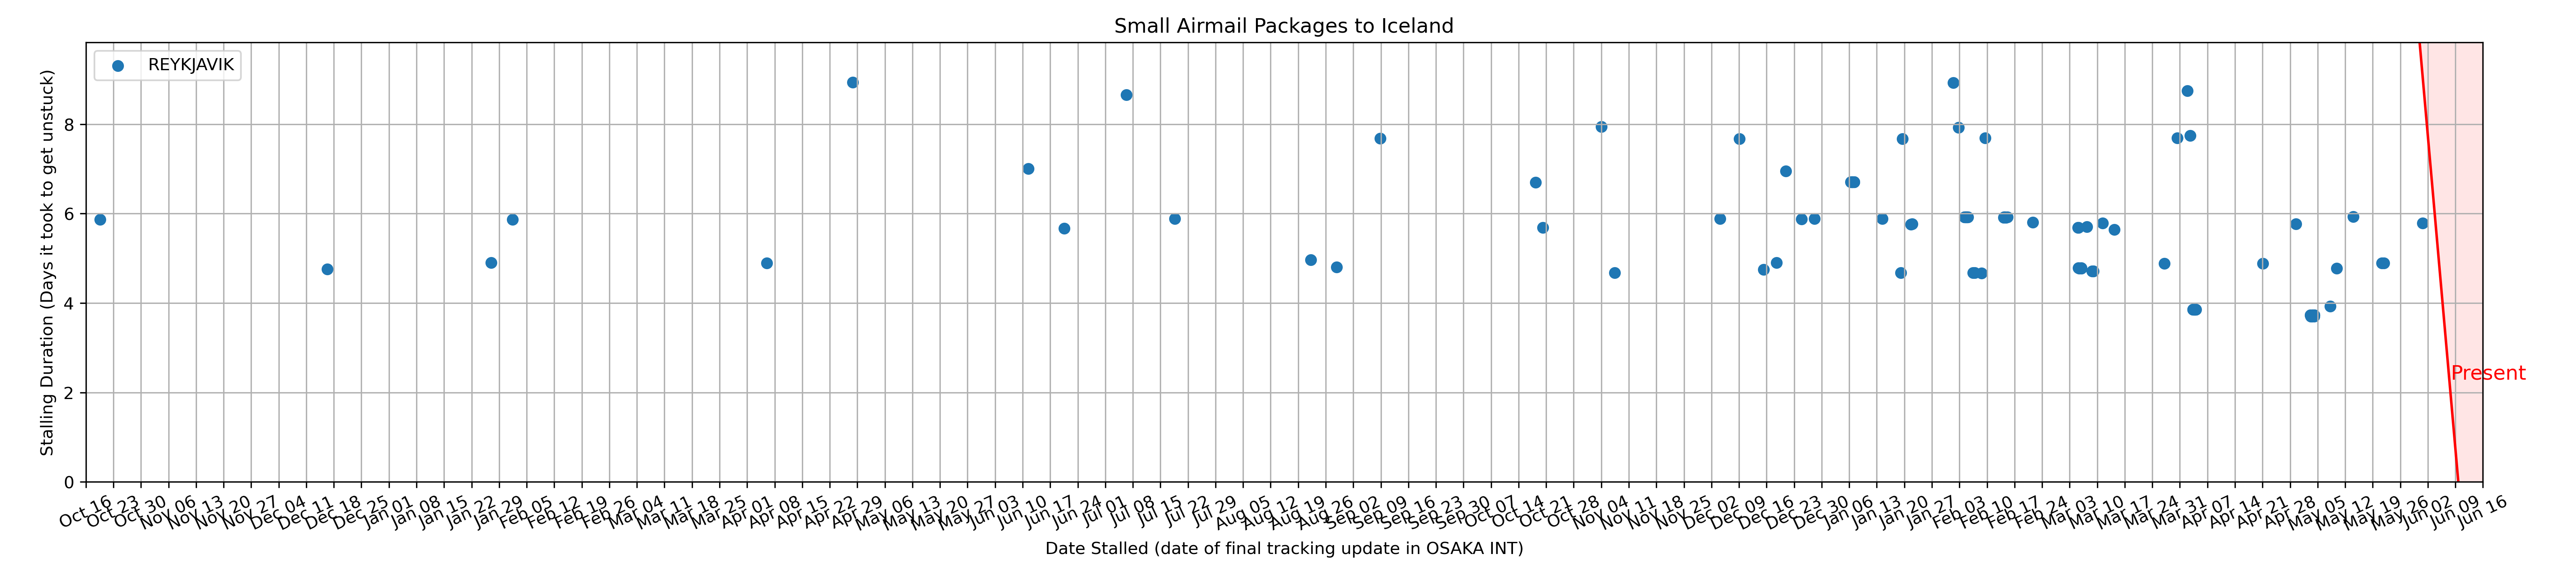 Small Airmail Packages to Iceland
REYKJAVIK
Stalling Duration (Days it took to get unstuck)
8
6
4
2
0
Present
Oct 16
Oct 23
Oct 30
Nov 06
Nov 13
Nov 20
Nov 27
Dec 04
Dec 11
Dec 18
Dec 25
Jan 01
Jan 08
Jan 15
Jan 22
Jan 29
Feb 05
Feb 12
Feb 19
Feb 26
Mar 04
Mar 11
Mar 18
Mar 25
Apr 01
Apr 08
Apr 15
Apr 22
Apr 29
May 06
May 13
May 20
May 27
Jun 03
Jun 10
Jun 17
Jun 24
Jul 01
Jul 08
Jul 15
Jul 22
Jul 29
Aug 05
Aug 12
Aug 19
Aug 26
Sep 02
Sep 09
Sep 16
Sep 23
Sep 30
Oct 07
Oct 14
Oct 21
Oct 28
Nov 04
Nov 11
Nov 18
Nov 25
Dec 02
Dec 09
Dec 16
Dec 23
Dec 30
Jan 06
Jan 13
Jan 20
Jan 27
Feb 03
Feb 10
Feb 17
Feb 24
Mar 03
Mar 10
Mar 17
Mar 24
Mar 31
Apr 07
Apr 14
Apr 21
Apr 28
May 05
May 12
May 19
May 26
Jun 02
Jun 09
Jun 16
Date Stalled (date of final tracking update in OSAKA INT)